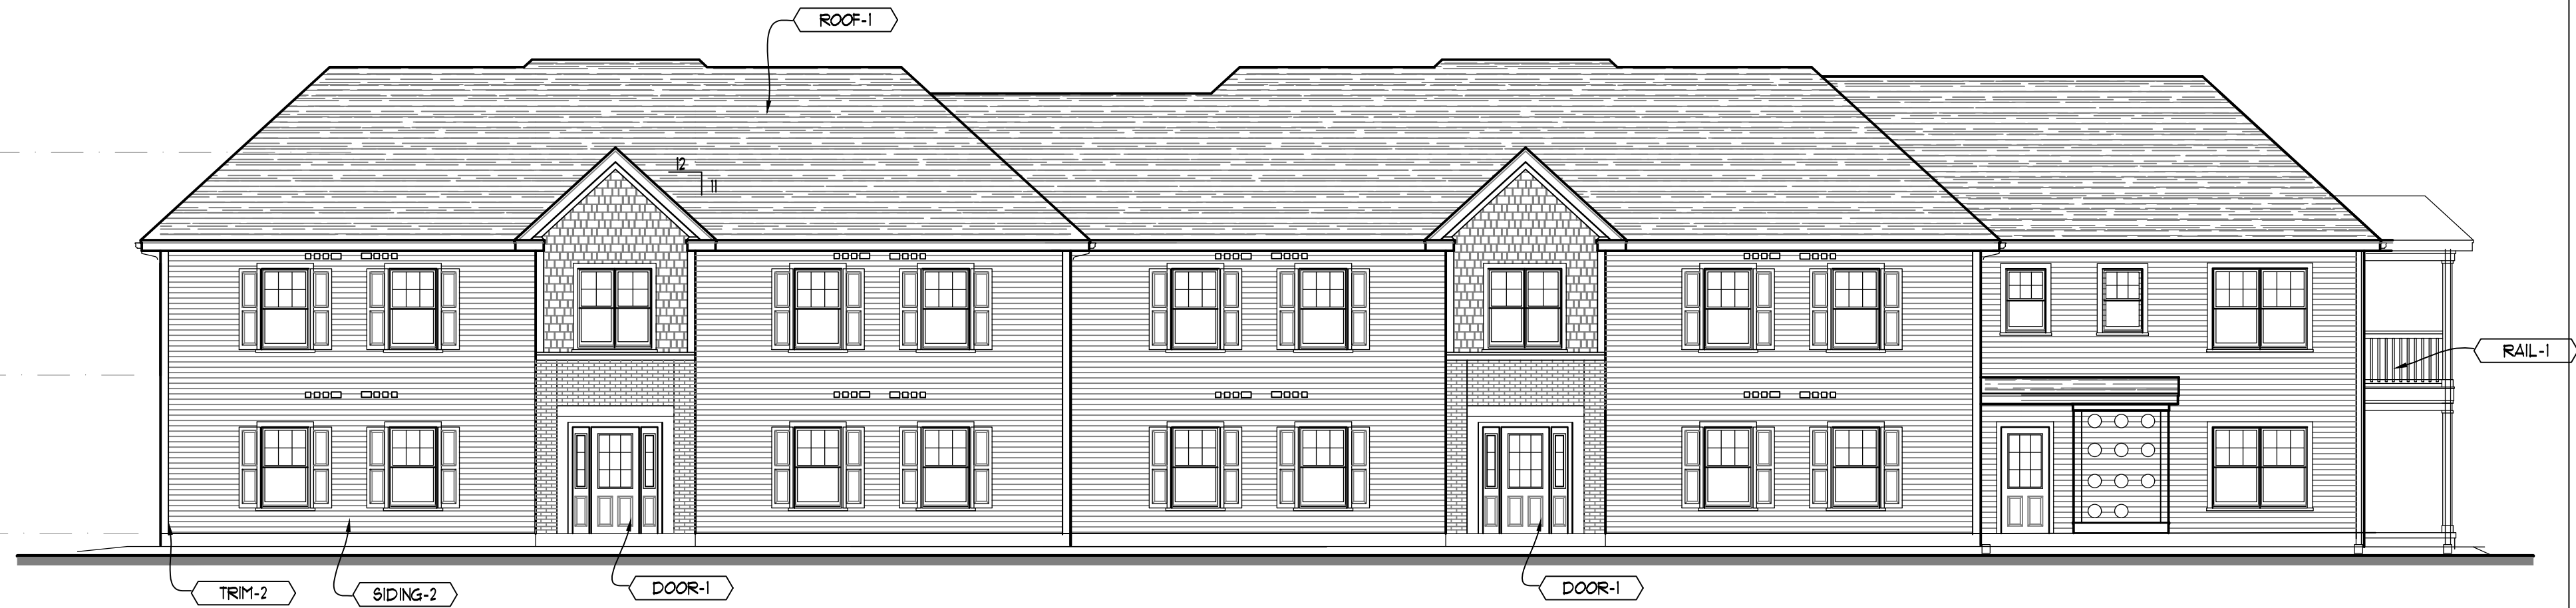 ROOF-1
12
11
RAIL-1
TRIM-2
SIDING-2
DOOR-1
DOOR-1